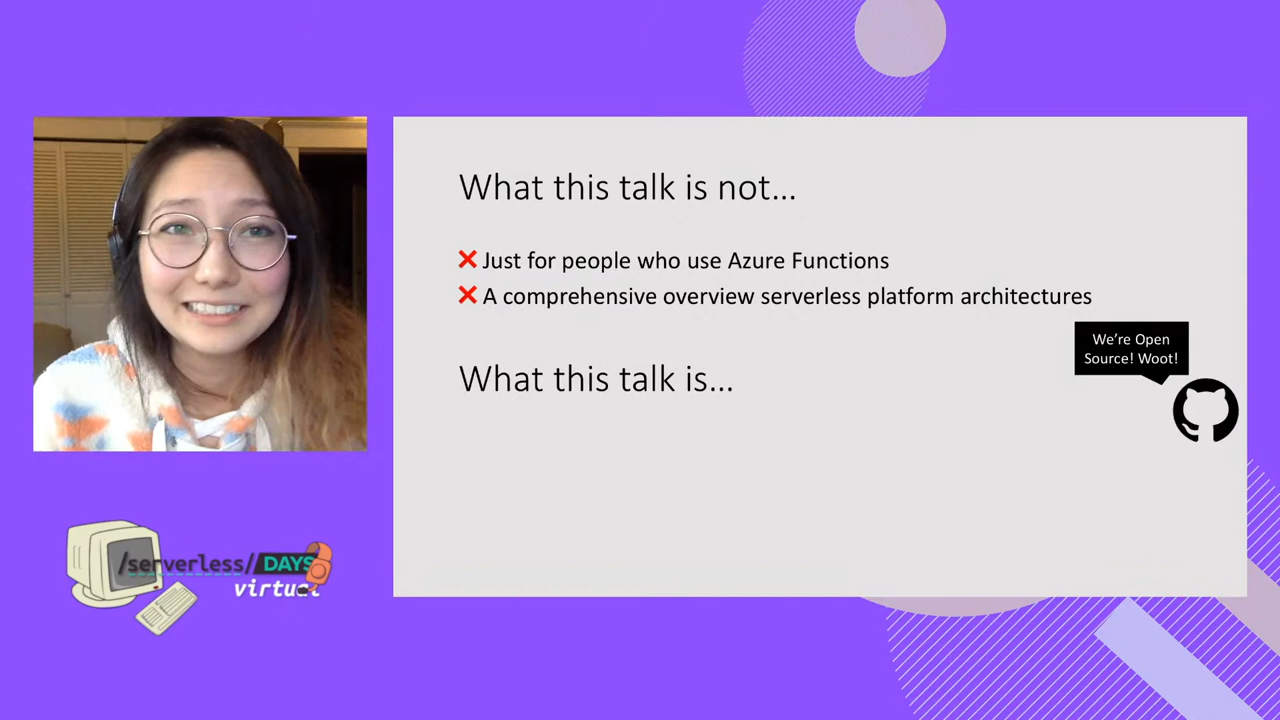 What this talk is not...
❌ Just for people who use Azure Functions
❌ A comprehensive overview serverless platform architectures
We're Open
Source! Woot!
What this talk is...
/serverless/DAYS
virtual